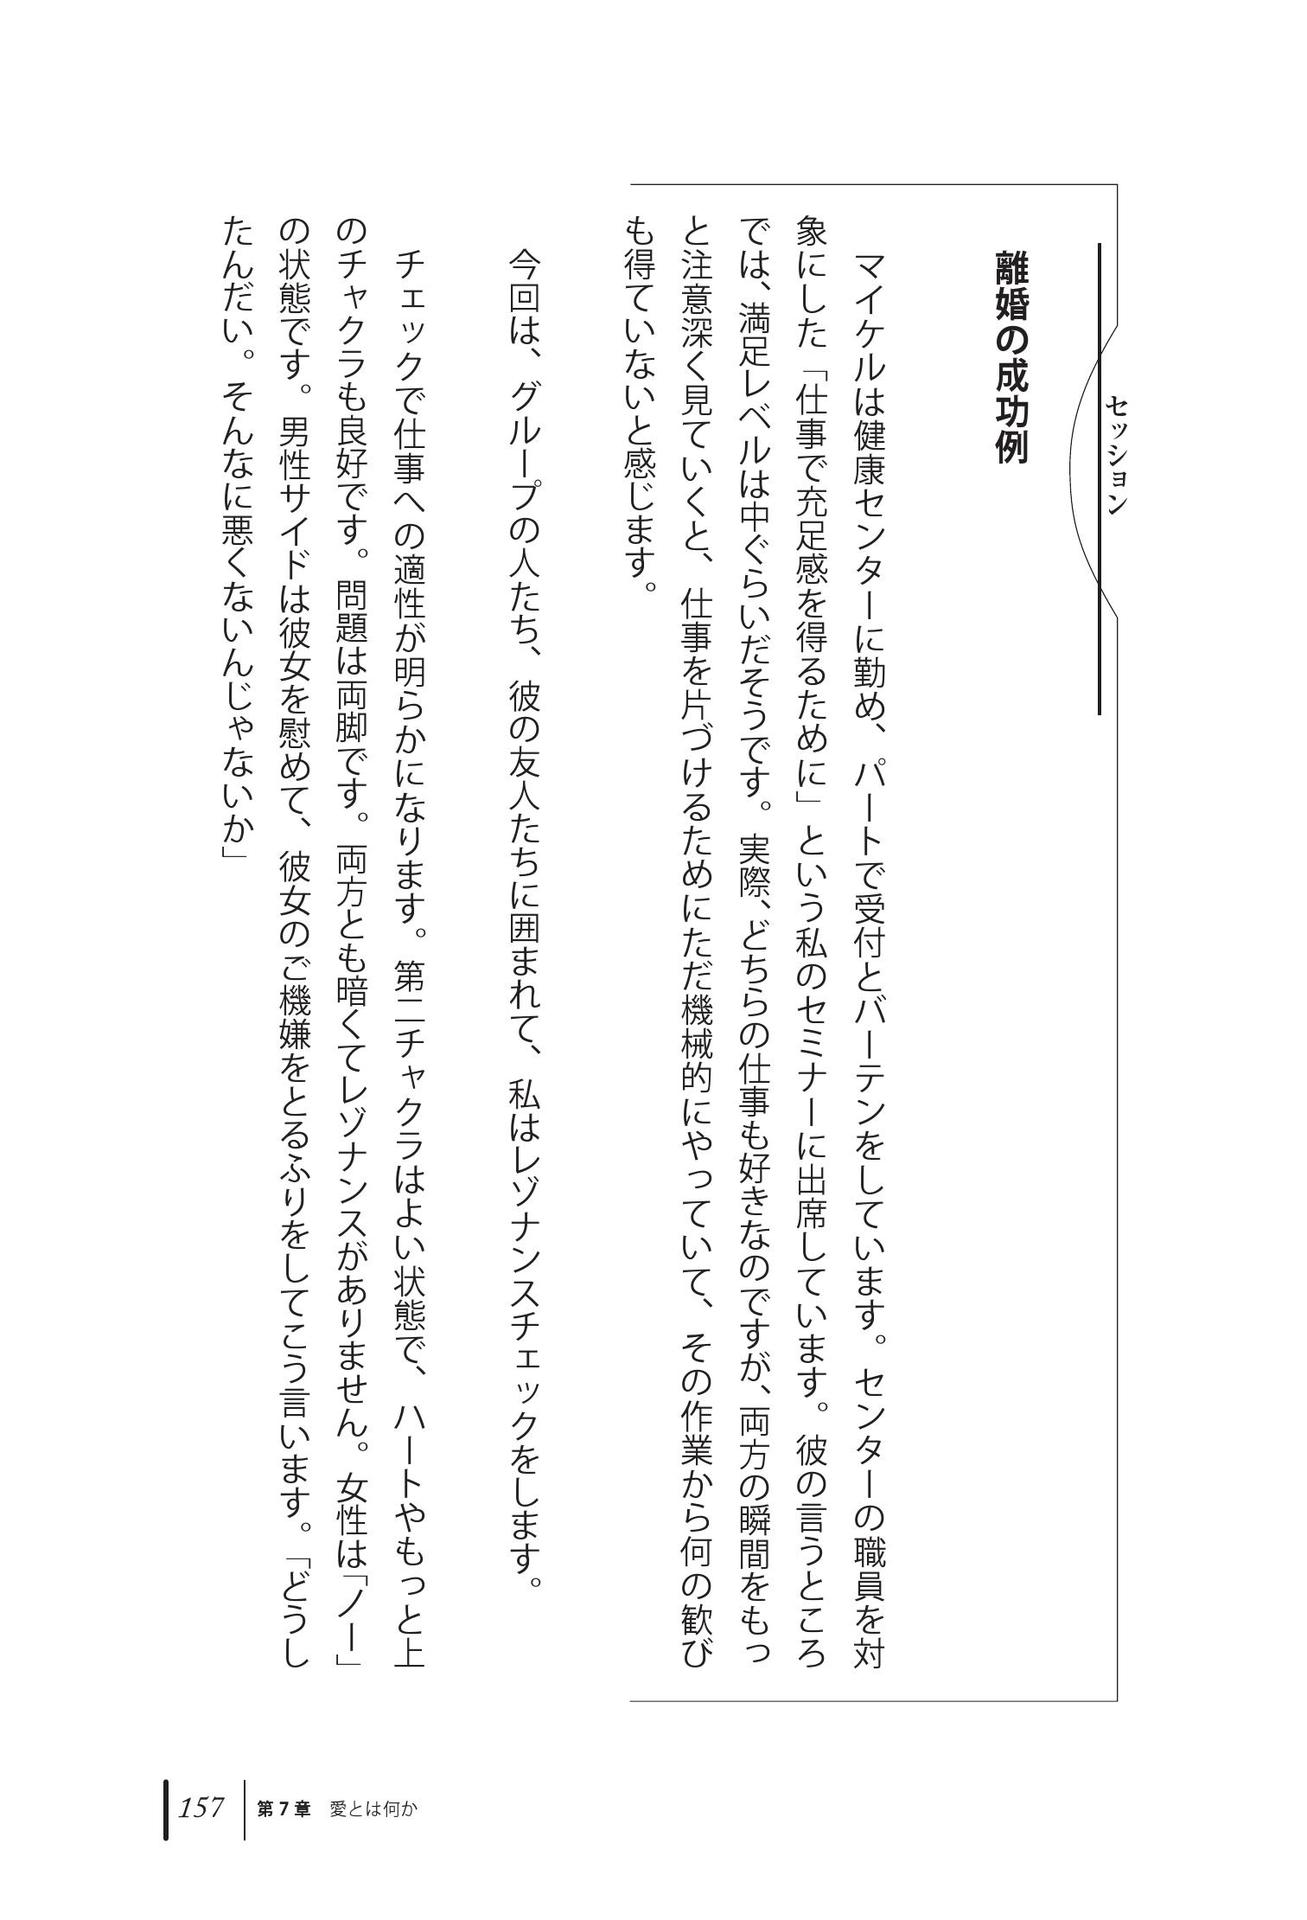 セッション
離婚の成功例
マイケルは健康センターに勤め、パートで受付とバーテンをしています。センターの職員を対
象にした「仕事で充足感を得るために」という私のセミナーに出席しています。彼の言うところ
では、満足レベルは中ぐらいだそうです。実際、どちらの仕事も好きなのですが、両方の瞬間をもっ
と注意深く見ていくと、仕事を片づけるためにただ機械的にやっていて、その作業から何の歓び
も得ていないと感じます。
今回は、グループの人たち、彼の友人たちに囲まれて、私はレゾナンスチェックをします。
チェックで仕事への適性が明らかになります。第二チャクラはよい状態で、ハートやもっと上
のチャクラも良好です。問題は両脚です。両方とも暗くてレゾナンスがありません。女性は「ノー」
の状態です。男性サイドは彼女を慰めて、彼女のご機嫌をとるふりをしてこう言います。「どうし
たんだい。そんなに悪くないんじゃないか」
157 第7章 愛とは何か